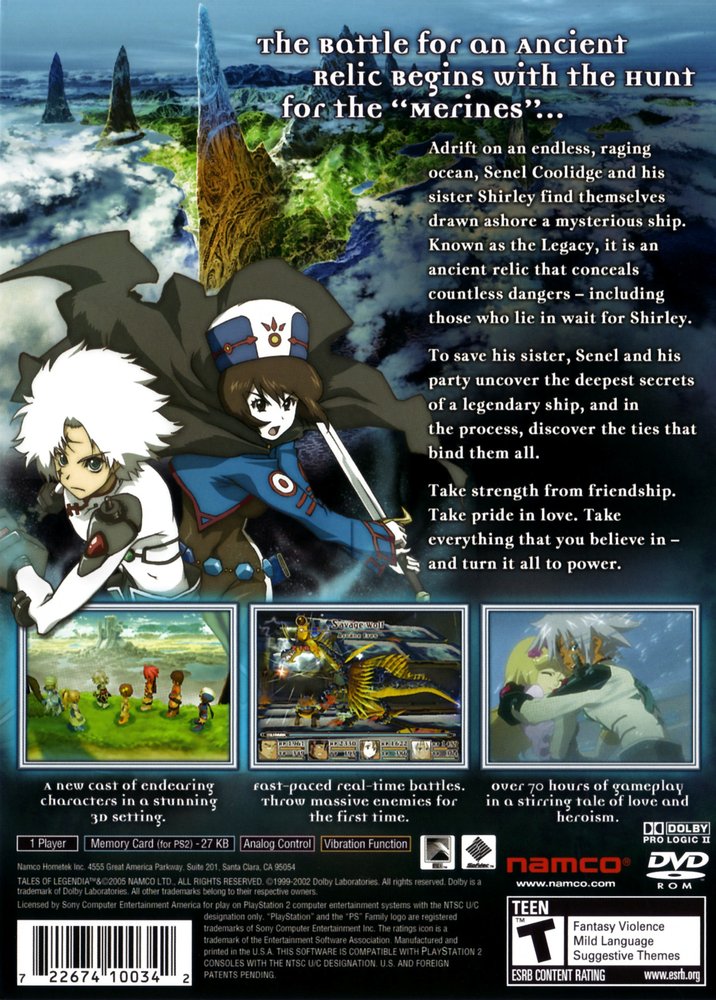 The Battle for an Ancient
Relic Begins with the Hunt
for the "Merines"...
Adrift on an endless, raging
ocean, Senel Coolidge and his
sister Shirley find themselves
drawn ashore a mysterious ship.
Known as the Legacy, it is an
ancient relic that conceals
countless dangers – including
those who lie in wait for Shirley.
To save his sister, Senel and his
party uncover the deepest secrets
of a legendary ship, and in
the process, discover the ties that
bind them all.
Take strength from friendship.
Take pride in love. Take
everything that you believe in –
and turn it all to power.
Savage wolf
Arcane Eres
A new cast of endearing
characters in a stunning
3D setting.
Fast-paced real-time battles.
Throw massive enemies for
the first time.
Over 70 hours of gameplay
in a stirring tale of love and
heroism.
1 Player
Memory Card (for PS2) - 27 KB
Analog Control
Vibration Function
Sofdec
namco®
www.namco.com
DOLBY
PRO LOGIC II
DVD
ROM
Namco Hometek Inc. 4555 Great America Parkway, Suite 201, Santa Clara, CA 95054
TALES OF LEGENDIA™&©2005 NAMCO LTD., ALL RIGHTS RESERVED. ©1999-2002 Dolby Laboratories. All rights reserved. Dolby is a
trademark of Dolby Laboratories. All other trademarks belong to their respective owners.
Licensed by Sony Computer Entertainment America for play on PlayStation 2 computer entertainment systems with the NTSC U/C
designation only. "PlayStation" and the "PS" Family logo are registered
trademarks of Sony Computer Entertainment Inc. The ratings icon is a
trademark of the Entertainment Software Association. Manufactured and
printed in the U.S.A. THIS SOFTWARE IS COMPATIBLE WITH PLAYSTATION 2
CONSOLES WITH THE NTSC U/C DESIGNATION. U.S. AND FOREIGN
PATENTS PENDING.
7 22674 10034 2
TEEN
T
Fantasy Violence
Mild Language
Suggestive Themes
ESRB CONTENT RATING www.esrb.org